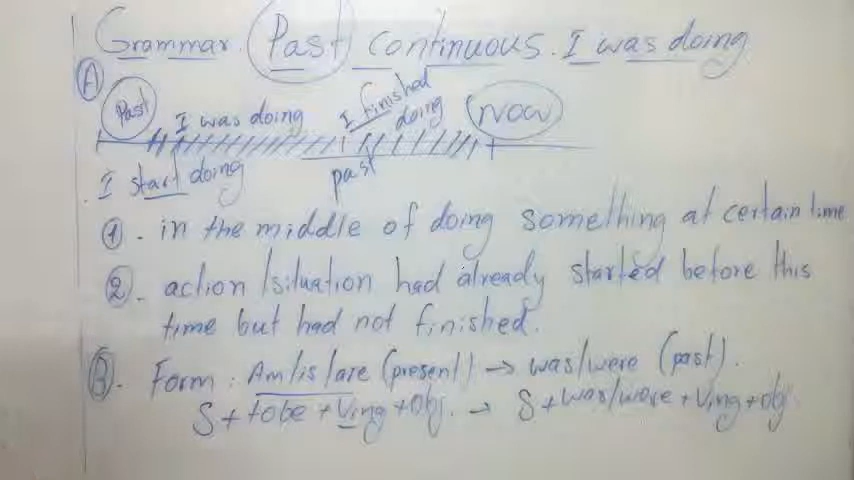 Grammar. Past continuous. I was doing
A
Past I was doing I finished doing Now
I start doing past
1. in the middle of doing something at certain time
2. action/situation had already started before this
time but had not finished.
B. Form: Am/is/are (present) → was/were (past).
S + tobe + Ving + Obj. → S + was/were + Ving + obj